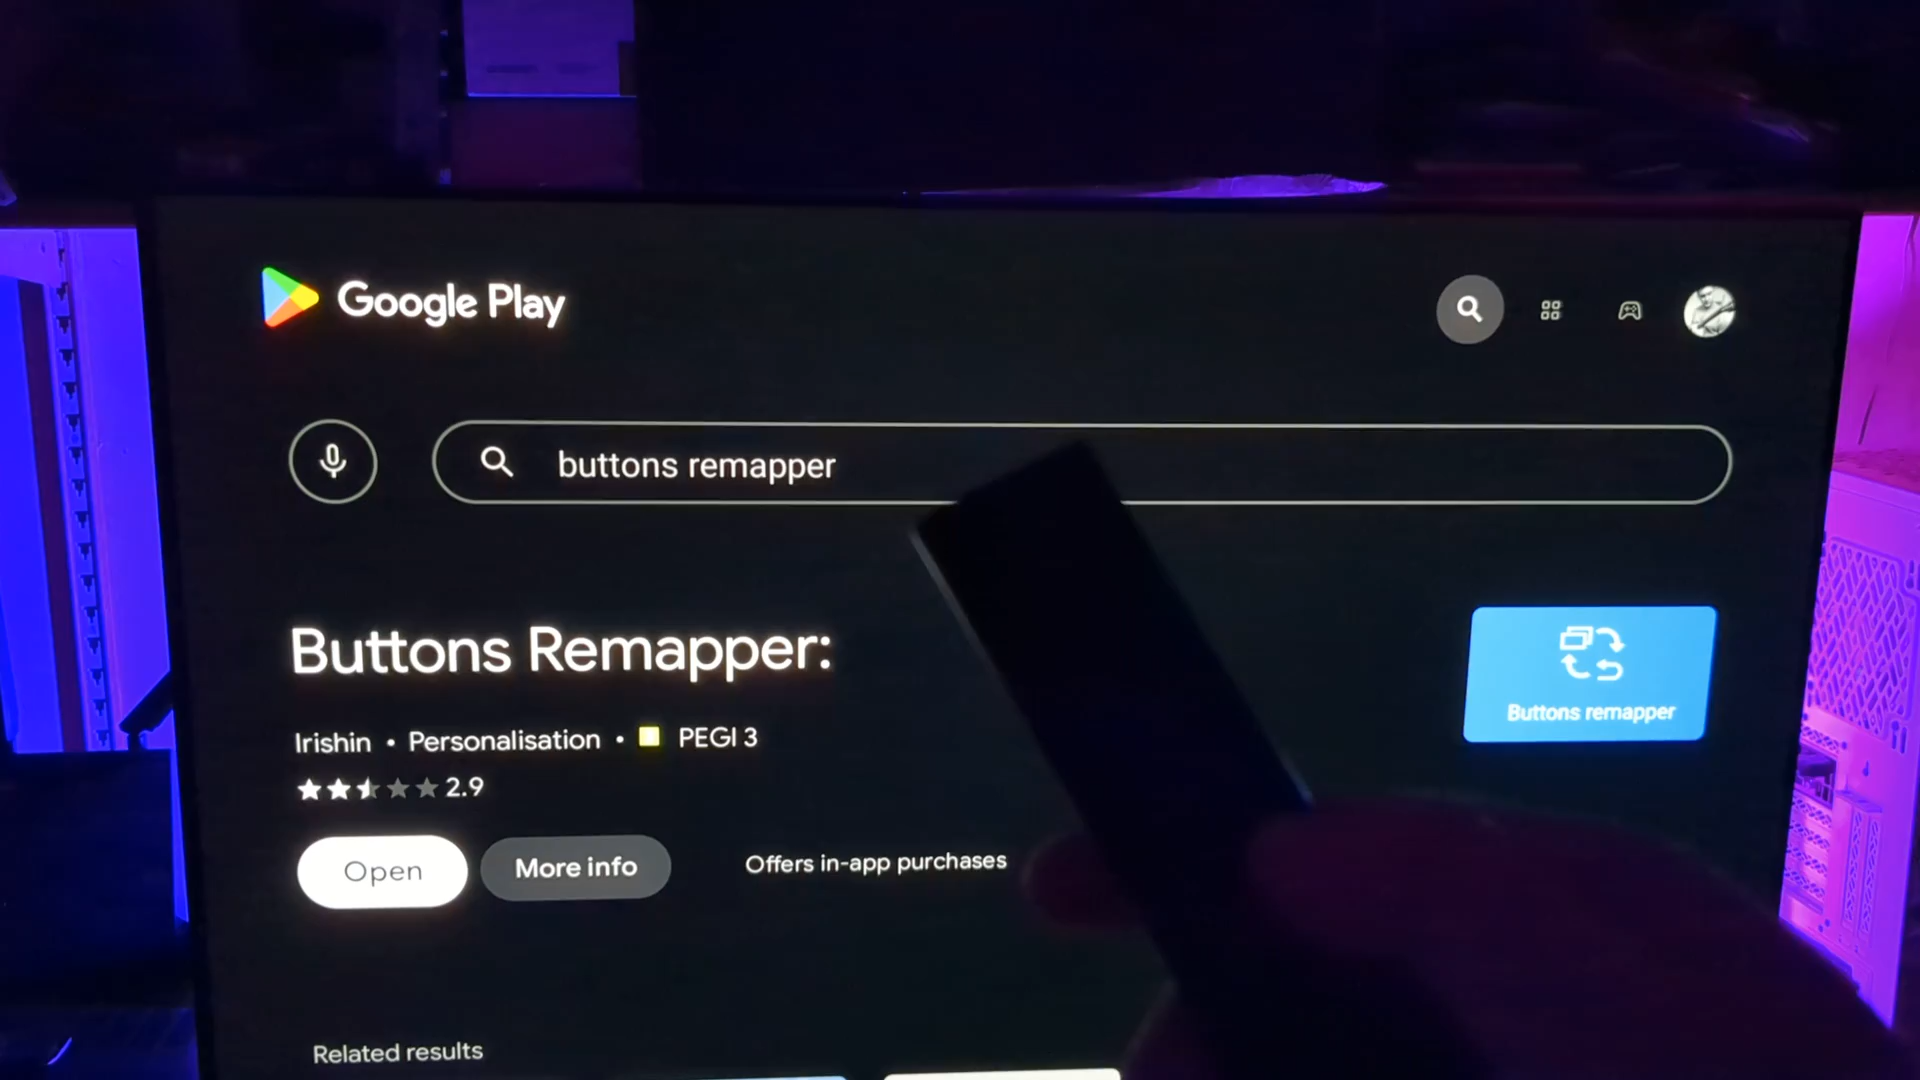 Google Play
buttons remapper
Buttons Remapper:
Buttons remapper
Irishin • Personalisation • PEGI 3
2.9
Open
More info
Offers in-app purchases
Related results